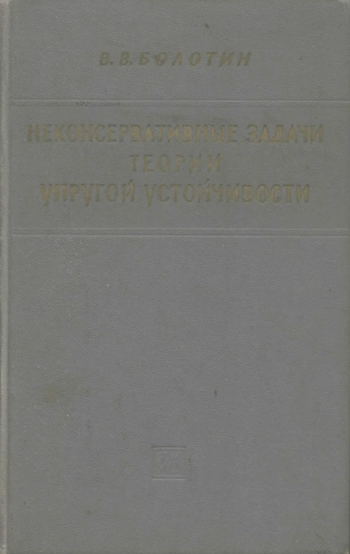 В. В. БОЛОТИН
НЕКОНСЕРВАТИВНЫЕ ЗАДАЧИ
ТЕОРИИ
УПРУГОЙ УСТОЙЧИВОСТИ